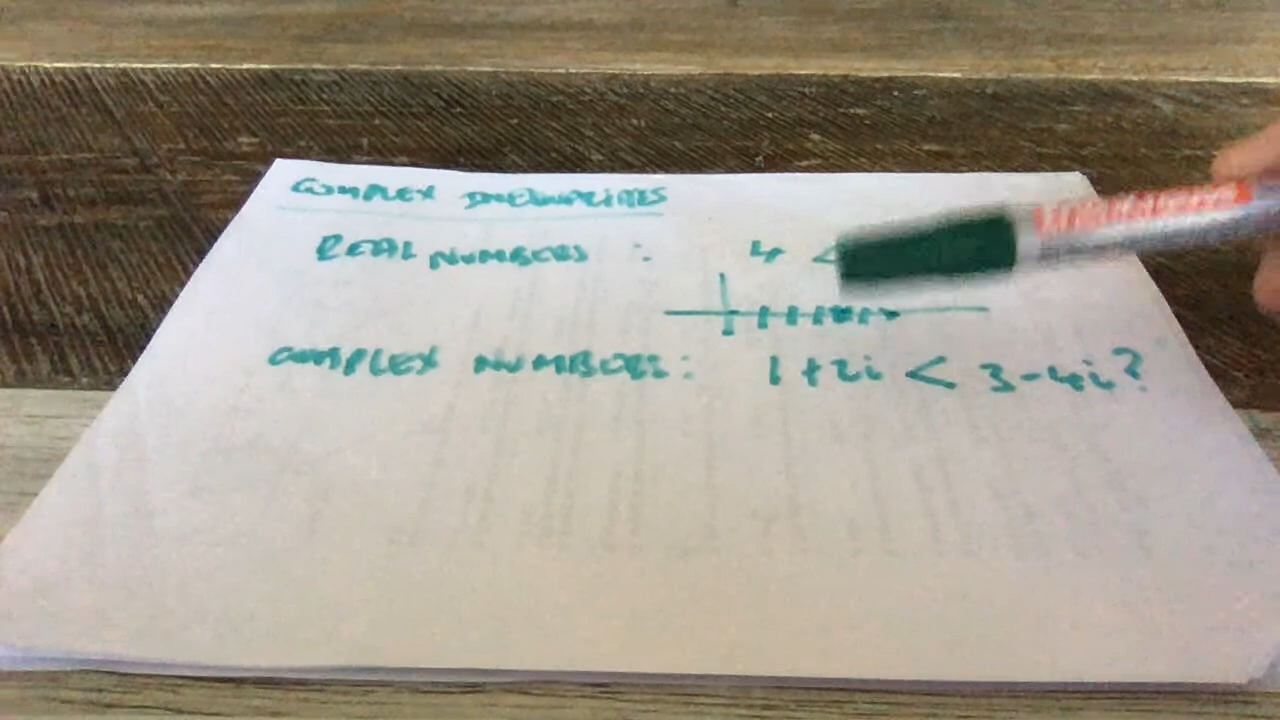 COMPLEX INEQUALITIES
REAL NUMBERS : 4 <
COMPLEX NUMBERS: 1+2i < 3-4i?